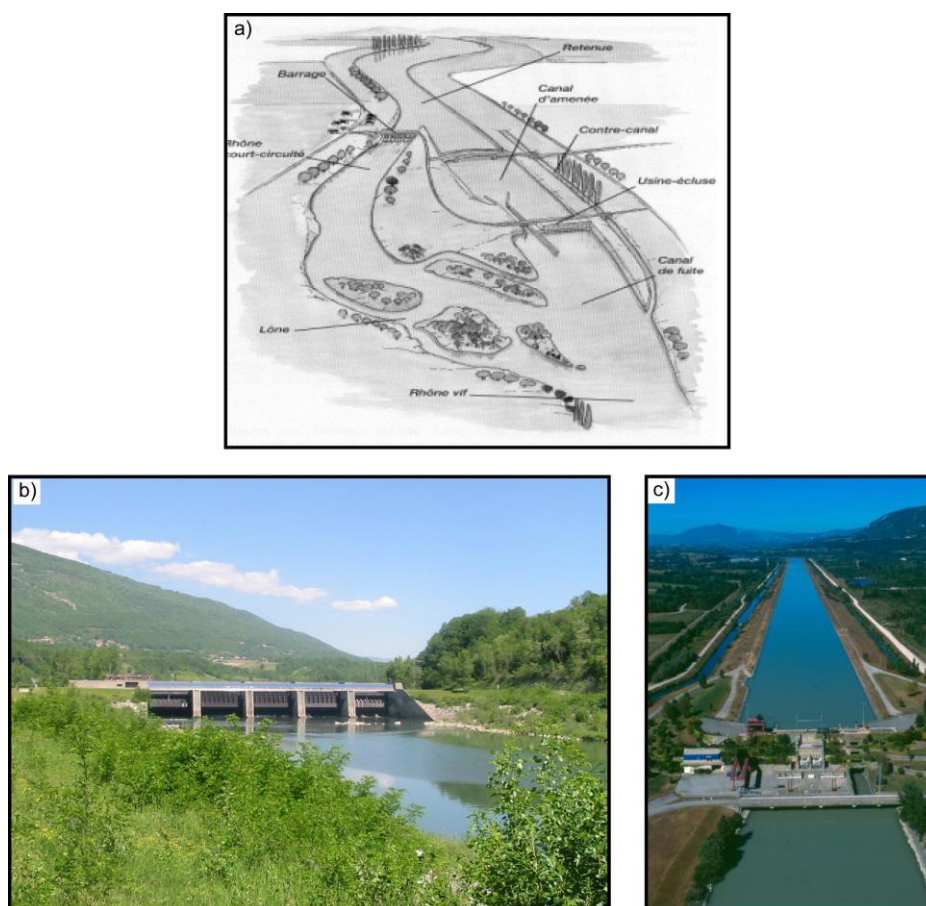 a)
Retenue
Barrage
Canal
d'amenée
Contre-canal
Rhône
court-circuité
Usine-écluse
Canal
de fuite
Lône
Rhône vif
b)
c)